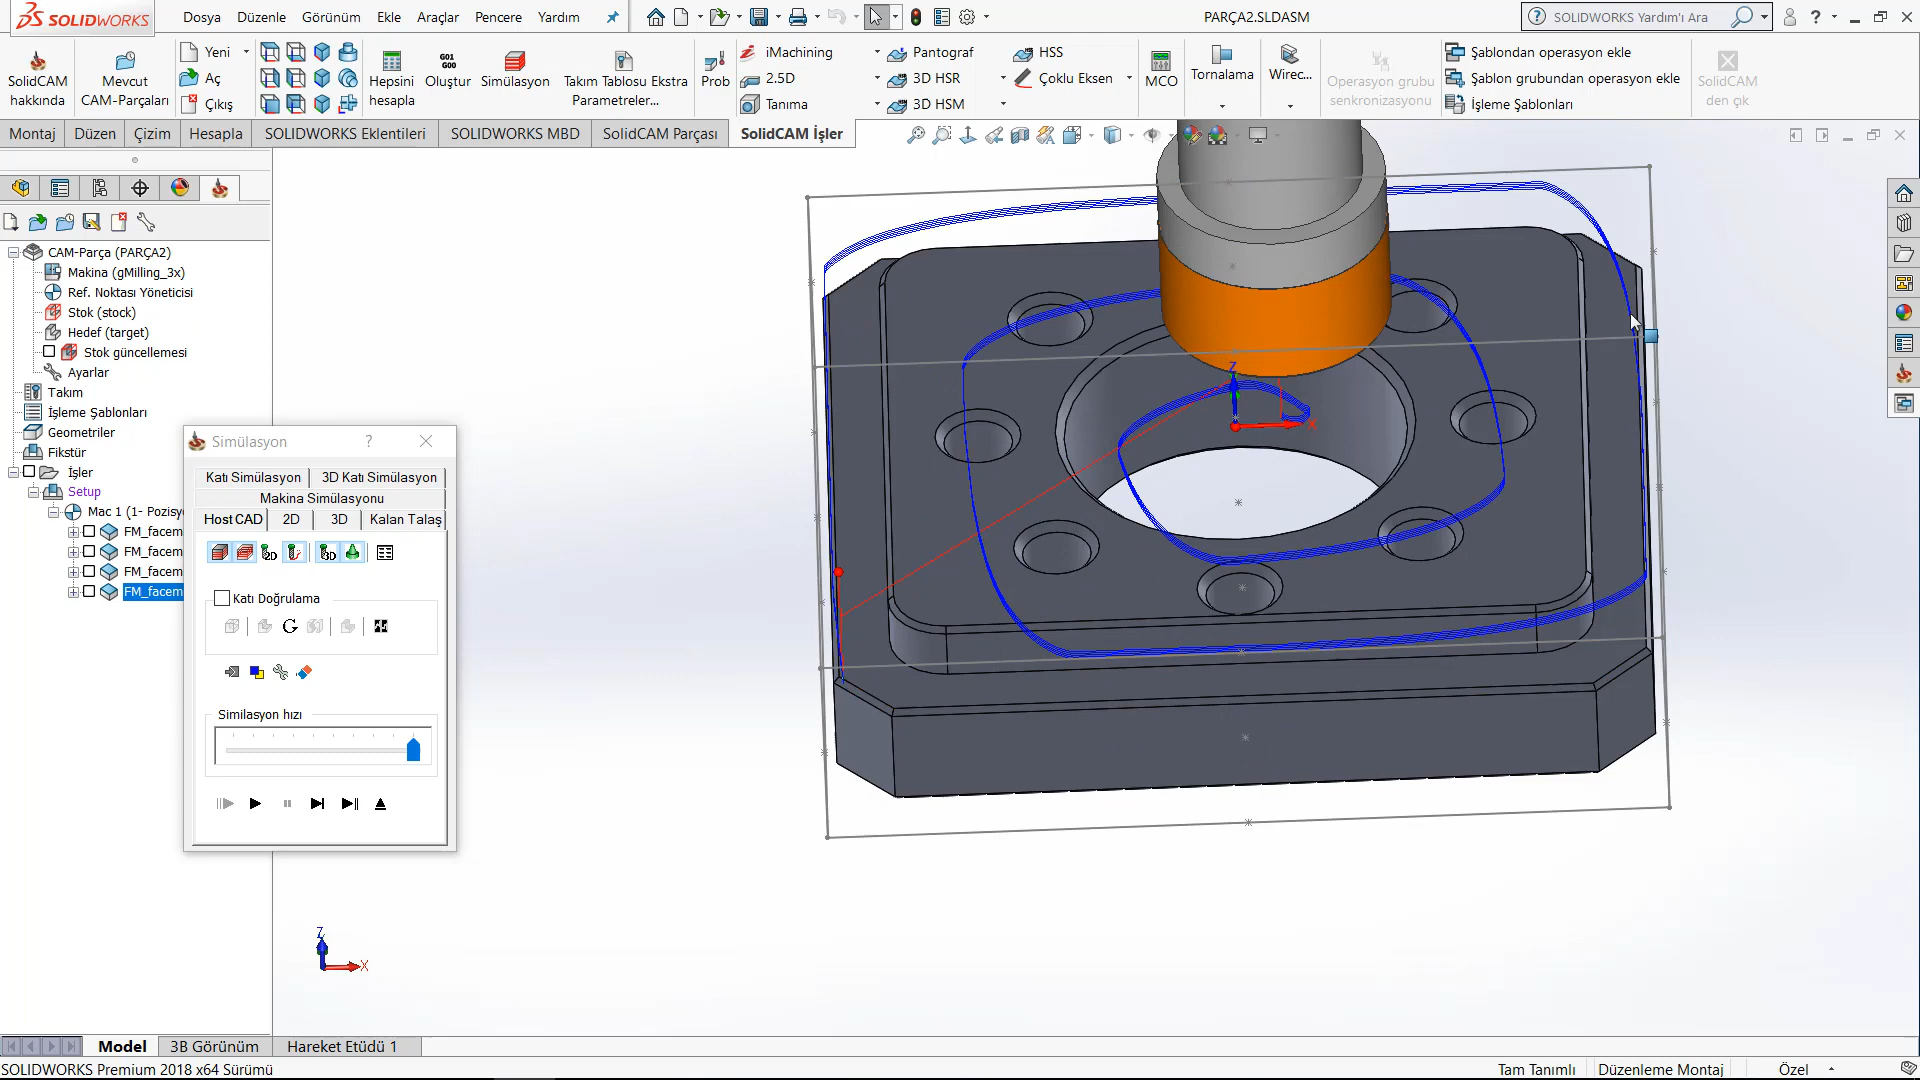 SOLIDWORKS
Dosya Düzenle Görünüm Ekle Araçlar Pencere Yardım
PARÇA2.SLDASM
SOLIDWORKS Yardım'ı Ara
SolidCAM hakkında
Mevcut CAM-Parçaları
Yeni
Aç
Çıkış
Hepsini hesapla
G01 G00
Oluştur
Simülasyon
Takım Tablosu Ekstra Parametreler...
Prob
iMachining
2.5D
Tanıma
Pantograf
3D HSR
3D HSM
HSS
Çoklu Eksen
MCO
Tornalama
Wirec...
Operasyon grubu senkronizasyonu
Şablondan operasyon ekle
Şablon grubundan operasyon ekle
İşleme Şablonları
SolidCAM den çık
Montaj Düzen Çizim Hesapla SOLIDWORKS Eklentileri SOLIDWORKS MBD SolidCAM Parçası SolidCAM İşler
CAM-Parça (PARÇA2)
Makina (gMilling_3x)
Ref. Noktası Yöneticisi
Stok (stock)
Hedef (target)
Stok güncellemesi
Ayarlar
Takım
İşleme Şablonları
Geometriler
Fikstür
İşler
Setup
Mac 1 (1- Pozisy
FM_facem
FM_facem
FM_facem
FM_facem
Simülasyon ?
Katı Simülasyon 3D Katı Simülasyon
Makina Simülasyonu
Host CAD 2D 3D Kalan Talaş
2D 3D
Katı Doğrulama
Similasyon hızı
Z
X
Z
X
Model 3B Görünüm Hareket Etüdü 1
SOLIDWORKS Premium 2018 x64 Sürümü
Tam Tanımlı Düzenleme Montaj Özel